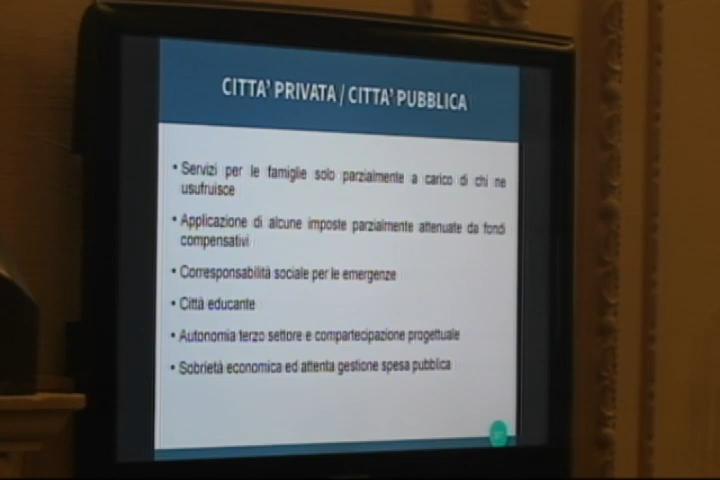 CITTA' PRIVATA / CITTA' PUBBLICA
• Servizi per le famiglie solo parzialmente a carico di chi ne
usufruisce
• Applicazione di alcune imposte parzialmente attenuate da fondi
compensativi
• Corresponsabilità sociale per le emergenze
• Città educante
• Autonomia terzo settore e compartecipazione progettuale
• Sobrietà economica ed attenta gestione spesa pubblica